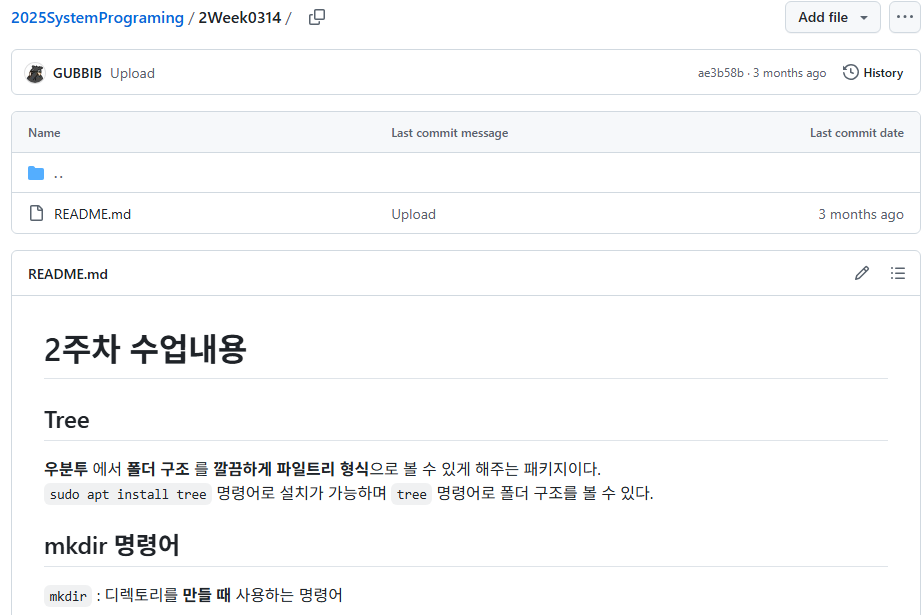 2025SystemPrograming / 2Week0314 /
Add file
GUBBIB Upload
ae3b58b · 3 months ago
History
Name
Last commit message
Last commit date
..
README.md
Upload
3 months ago
README.md
2주차 수업내용
Tree
우분투 에서 폴더 구조 를 깔끔하게 파일트리 형식으로 볼 수 있게 해주는 패키지이다.
sudo apt install tree 명령어로 설치가 가능하며 tree 명령어로 폴더 구조를 볼 수 있다.
mkdir 명령어
mkdir : 디렉토리를 만들 때 사용하는 명령어